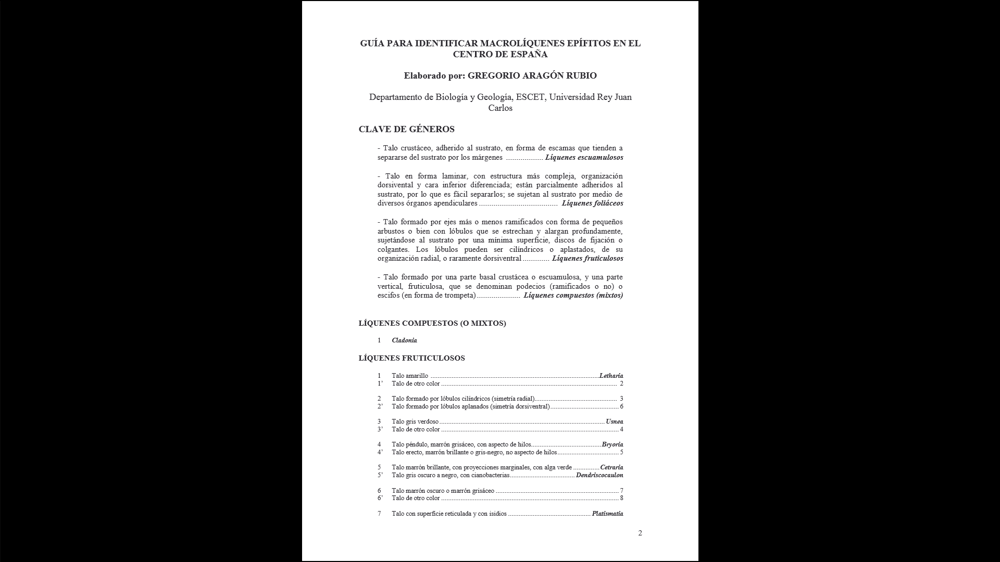 GUÍA PARA IDENTIFICAR MACROLÍQUENES EPÍFITOS EN EL
CENTRO DE ESPAÑA
Elaborado por: GREGORIO ARAGÓN RUBIO
Departamento de Biología y Geología, ESCET, Universidad Rey Juan
Carlos
CLAVE DE GÉNEROS
- Talo crustáceo, adherido al sustrato, en forma de escamas que tienden a
separarse del sustrato por los márgenes .................. Líquenes escuamulosos
- Talo en forma laminar, con estructura más compleja, organización
dorsivental y cara inferior diferenciada; están parcialmente adheridos al
sustrato, por lo que es fácil separarlos; se sujetan al sustrato por medio de
diversos órganos apendiculares ...................................... Líquenes foliáceos
- Talo formado por ejes más o menos ramificados con forma de pequeños
arbustos o bien con lóbulos que se estrechan y alargan profundamente,
sujetándose al sustrato por una mínima superficie, discos de fijación o
colgantes. Los lóbulos pueden ser cilíndricos o aplastados, de su
organización radial, o raramente dorsiventral ............. Líquenes fruticulosos
- Talo formado por una parte basal crustácea o escuamulosa, y una parte
vertical, fruticulosa, que se denominan podecios (ramificados o no) o
escifos (en forma de trompeta) ..................... Líquenes compuestos (mixtos)
LÍQUENES COMPUESTOS (O MIXTOS)
1 Cladonia
LÍQUENES FRUTICULOSOS
1 Talo amarillo .................................................. Letharia
1' Talo de otro color .................................................. 2
2 Talo formado por lóbulos cilíndricos (simetría radial) .................................................. 3
2' Talo formado por lóbulos aplanados (simetría dorsiventral) ........................................ 6
3 Talo gris verdoso .................................................. Usnea
3' Talo de otro color .................................................. 4
4 Talo péndulo, marrón grisáceo, con aspecto de hilos ........................................ Bryoria
4' Talo erecto, marrón brillante o gris-negro, no aspecto de hilos .................................... 5
5 Talo marrón brillante, con proyecciones marginales, con alga verde ............... Cetraria
5' Talo gris oscuro a negro, con cianobacterias ..................................... Dendriscocaulon
6 Talo marrón oscuro o marrón grisáceo .................................................. 7
6' Talo de otro color .................................................. 8
7 Talo con superficie reticulada y con isidios ................................................ Platismatia
2